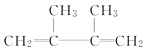 CH₃ CH₃
CH₂ CH₂